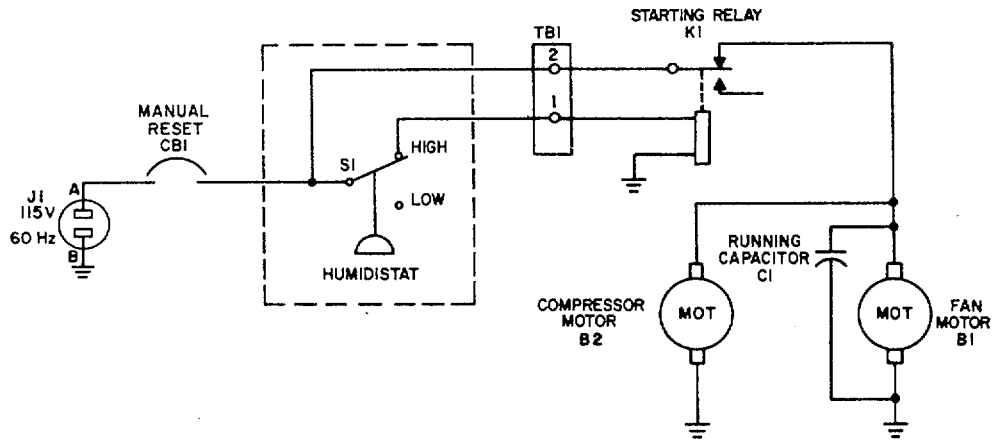 STARTING RELAY
K1
TB1
2
1
MANUAL
RESET
CB1
HIGH
S1
LOW
HUMIDISTAT
A
J1
115V
60 Hz
B
RUNNING
CAPACITOR
C1
COMPRESSOR
MOTOR
B2
MOT
MOT
FAN
MOTOR
B1